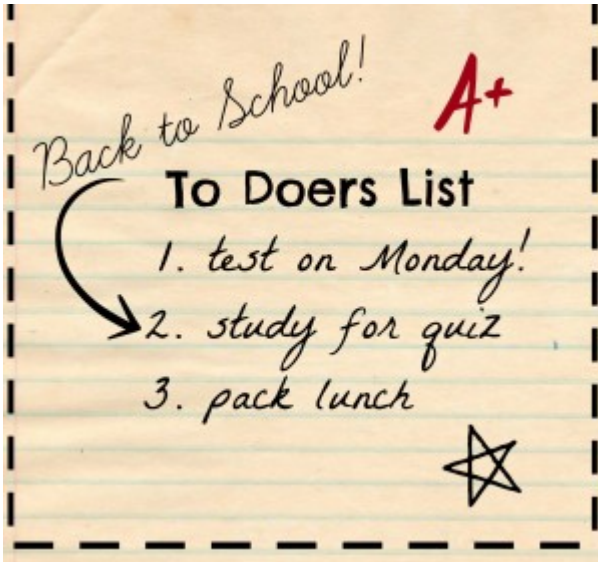 Back to School!
A+
To Doers List
1. test on Monday!
2. study for quiz
3. pack lunch